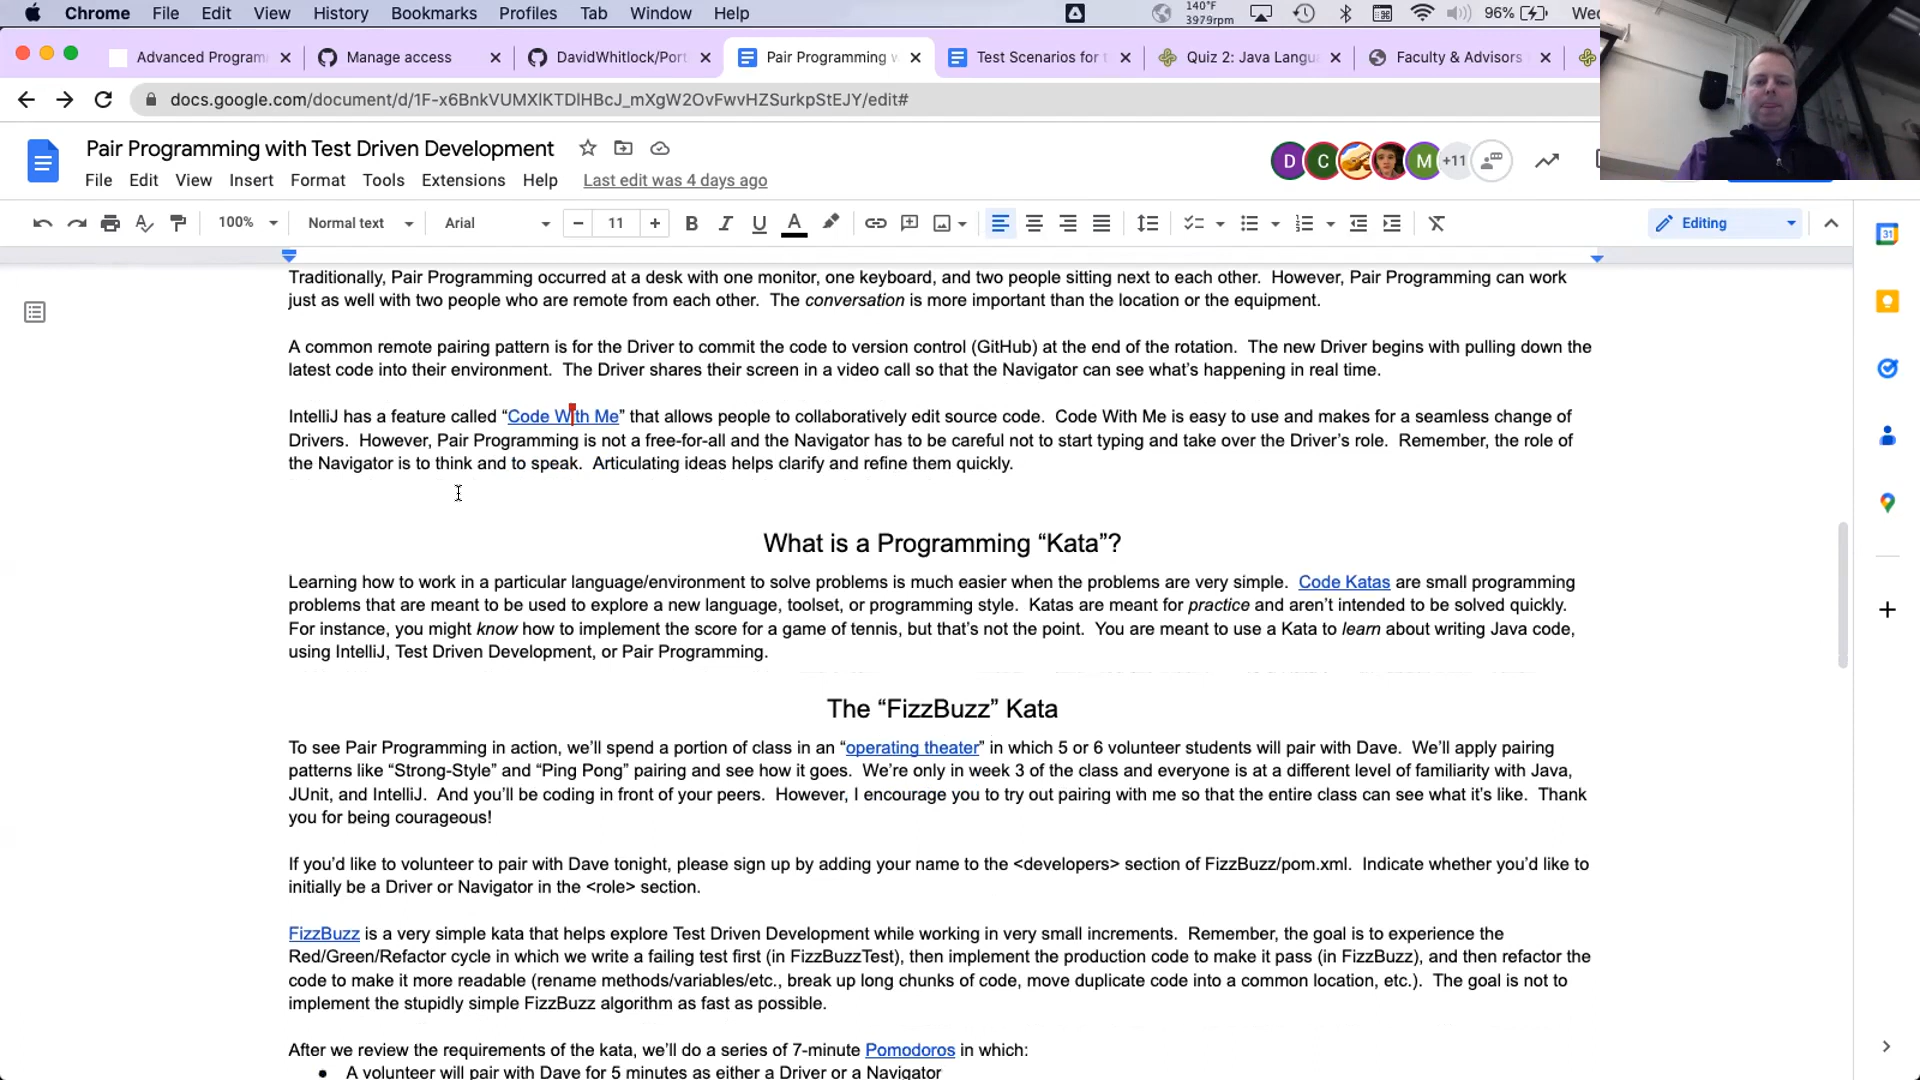 Chrome File Edit View History Bookmarks Profiles Tab Window Help 140°F 3979rpm 96% We
Advanced Program Manage access DavidWhitlock/Port Pair Programming w Test Scenarios for t Quiz 2: Java Langu Faculty & Advisors
docs.google.com/document/d/1F-x6BnkVUMXlKTDlHBcJ_mXgW2OvFwvHZSurkpStEJY/edit#
Pair Programming with Test Driven Development
D C M +11
File Edit View Insert Format Tools Extensions Help Last edit was 4 days ago
100% Normal text Arial 11 B I U A Editing
31
Traditionally, Pair Programming occurred at a desk with one monitor, one keyboard, and two people sitting next to each other. However, Pair Programming can work
just as well with two people who are remote from each other. The conversation is more important than the location or the equipment.
A common remote pairing pattern is for the Driver to commit the code to version control (GitHub) at the end of the rotation. The new Driver begins with pulling down the
latest code into their environment. The Driver shares their screen in a video call so that the Navigator can see what's happening in real time.
IntelliJ has a feature called “Code With Me” that allows people to collaboratively edit source code. Code With Me is easy to use and makes for a seamless change of
Drivers. However, Pair Programming is not a free-for-all and the Navigator has to be careful not to start typing and take over the Driver's role. Remember, the role of
the Navigator is to think and to speak. Articulating ideas helps clarify and refine them quickly.
What is a Programming “Kata”?
Learning how to work in a particular language/environment to solve problems is much easier when the problems are very simple. Code Katas are small programming
problems that are meant to be used to explore a new language, toolset, or programming style. Katas are meant for practice and aren't intended to be solved quickly.
For instance, you might know how to implement the score for a game of tennis, but that's not the point. You are meant to use a Kata to learn about writing Java code,
using IntelliJ, Test Driven Development, or Pair Programming.
The “FizzBuzz” Kata
To see Pair Programming in action, we'll spend a portion of class in an “operating theater” in which 5 or 6 volunteer students will pair with Dave. We'll apply pairing
patterns like “Strong-Style” and “Ping Pong” pairing and see how it goes. We're only in week 3 of the class and everyone is at a different level of familiarity with Java,
JUnit, and IntelliJ. And you'll be coding in front of your peers. However, I encourage you to try out pairing with me so that the entire class can see what it's like. Thank
you for being courageous!
If you'd like to volunteer to pair with Dave tonight, please sign up by adding your name to the <developers> section of FizzBuzz/pom.xml. Indicate whether you'd like to
initially be a Driver or Navigator in the <role> section.
FizzBuzz is a very simple kata that helps explore Test Driven Development while working in very small increments. Remember, the goal is to experience the
Red/Green/Refactor cycle in which we write a failing test first (in FizzBuzzTest), then implement the production code to make it pass (in FizzBuzz), and then refactor the
code to make it more readable (rename methods/variables/etc., break up long chunks of code, move duplicate code into a common location, etc.). The goal is not to
implement the stupidly simple FizzBuzz algorithm as fast as possible.
After we review the requirements of the kata, we'll do a series of 7-minute Pomodoros in which:
● A volunteer will pair with Dave for 5 minutes as either a Driver or a Navigator